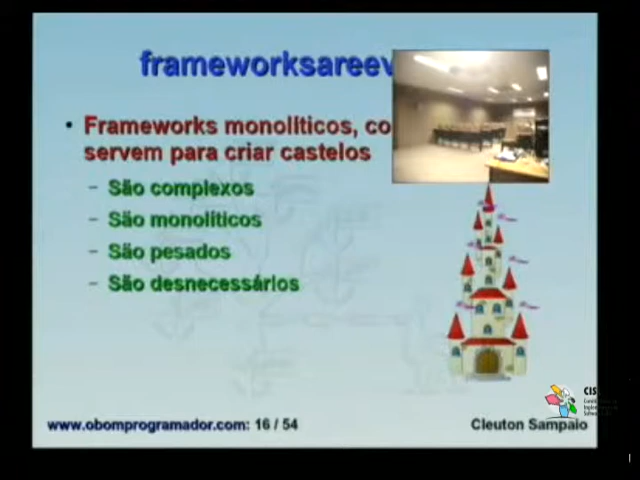 frameworksareev
• Frameworks monolíticos, co
servem para criar castelos
– São complexos
– São monolíticos
– São pesados
– São desnecessários
CIS
www.obomprogramador.com: 16 / 54
Cleuton Sampaio